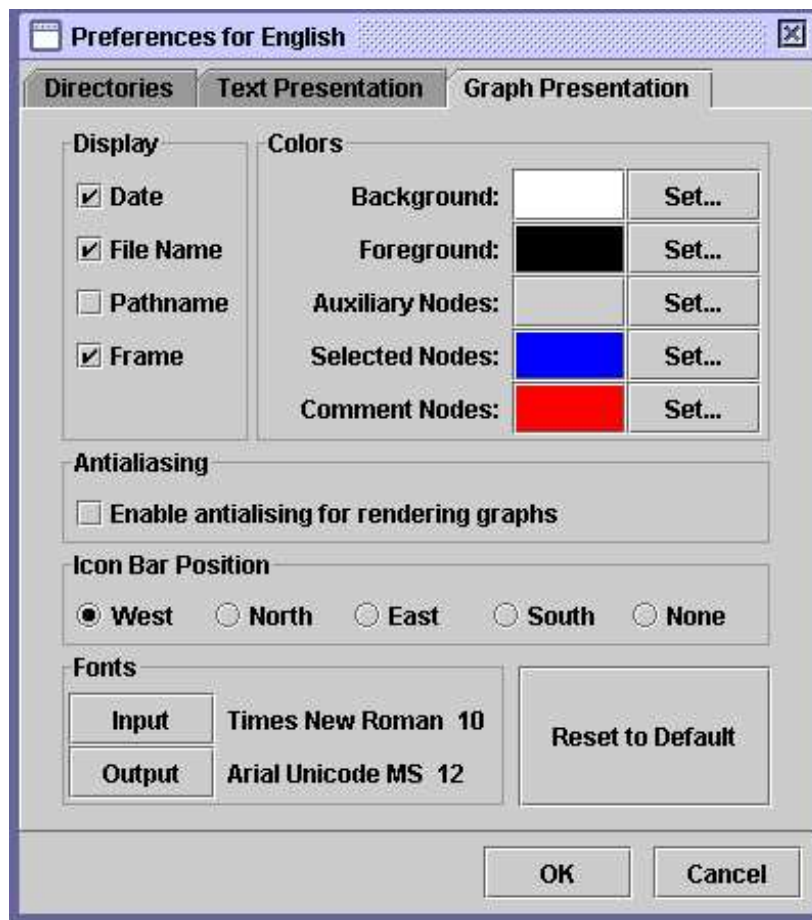 Preferences for English
Directories Text Presentation Graph Presentation
Display Colors
Date Background: Set...
File Name Foreground: Set...
Pathname Auxiliary Nodes: Set...
Frame Selected Nodes: Set...
Comment Nodes: Set...
Antialiasing
Enable antialising for rendering graphs
Icon Bar Position
West North East South None
Fonts
Input Times New Roman 10
Reset to Default
Output Arial Unicode MS 12
OK Cancel